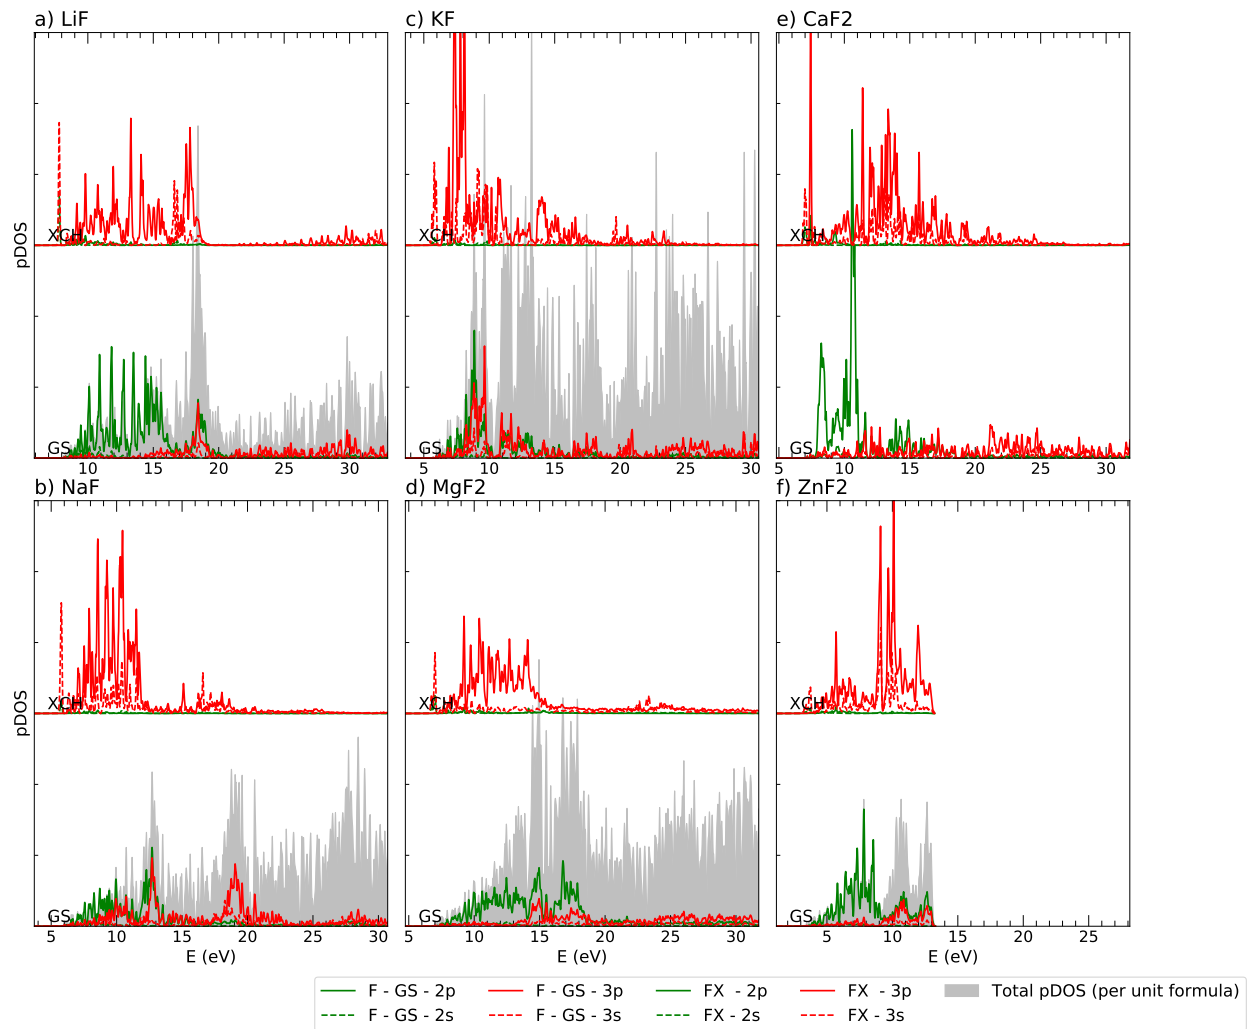 a) LiF
c) KF
e) CaF2
pDOS
XCH
XCH
XCH
GS
GS
GS
10 15 20 25 30
5 10 15 20 25 30
5 10 15 20 25 30
b) NaF
d) MgF2
f) ZnF2
pDOS
XCH
XCH
XCH
GS
GS
GS
5 10 15 20 25 30
5 10 15 20 25 30
5 10 15 20 25
E (eV)
E (eV)
E (eV)
F - GS - 2p F - GS - 3p FX - 2p FX - 3p Total pDOS (per unit formula)
F - GS - 2s F - GS - 3s FX - 2s FX - 3s